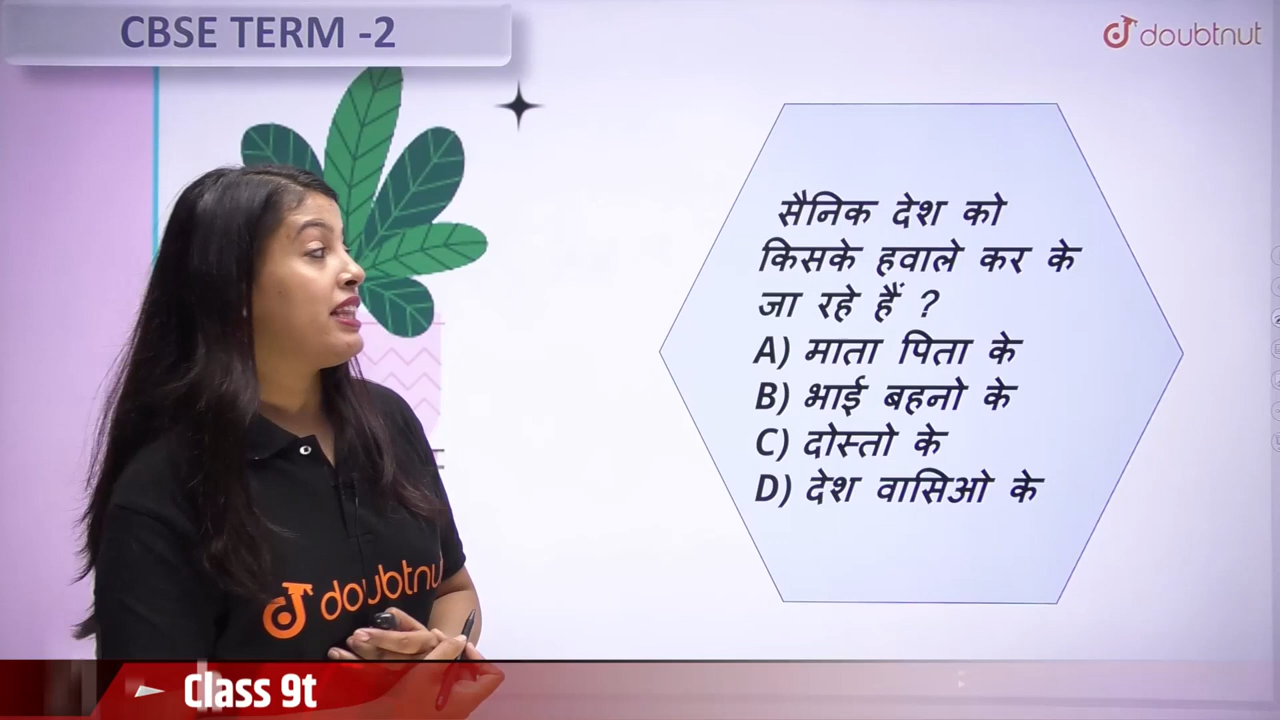 CBSE TERM -2
doubtnut
सैनिक देश को
किसके हवाले कर के
जा रहे हैं ?
A) माता पिता के
B) भाई बहनो के
C) दोस्तो के
D) देश वासिओ के
doubtnut
Class 9t